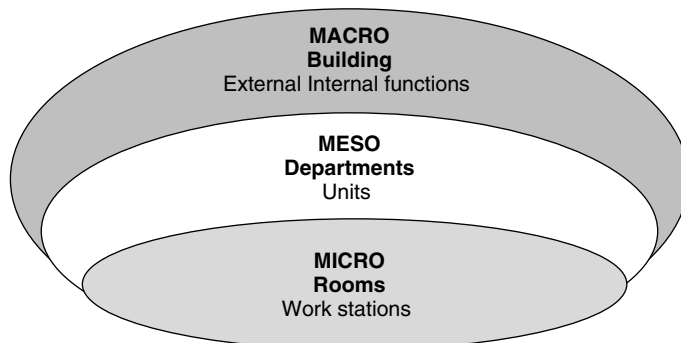 MACRO
Building
External Internal functions
MESO
Departments
Units
MICRO
Rooms
Work stations